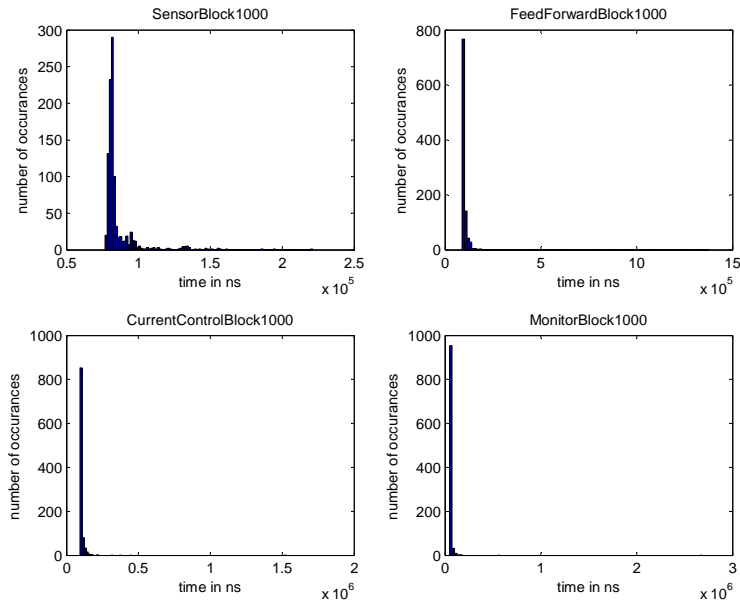 SensorBlock1000
300
250
200
150
100
50
0
number of occurances
0.5
1
1.5
2
2.5
time in ns
x 10^5
FeedForwardBlock1000
800
600
400
200
0
number of occurances
0
5
10
15
time in ns
x 10^5
CurrentControlBlock1000
1000
800
600
400
200
0
number of occurances
0
0.5
1
1.5
2
time in ns
x 10^6
MonitorBlock1000
1000
800
600
400
200
0
number of occurances
0
1
2
3
time in ns
x 10^6